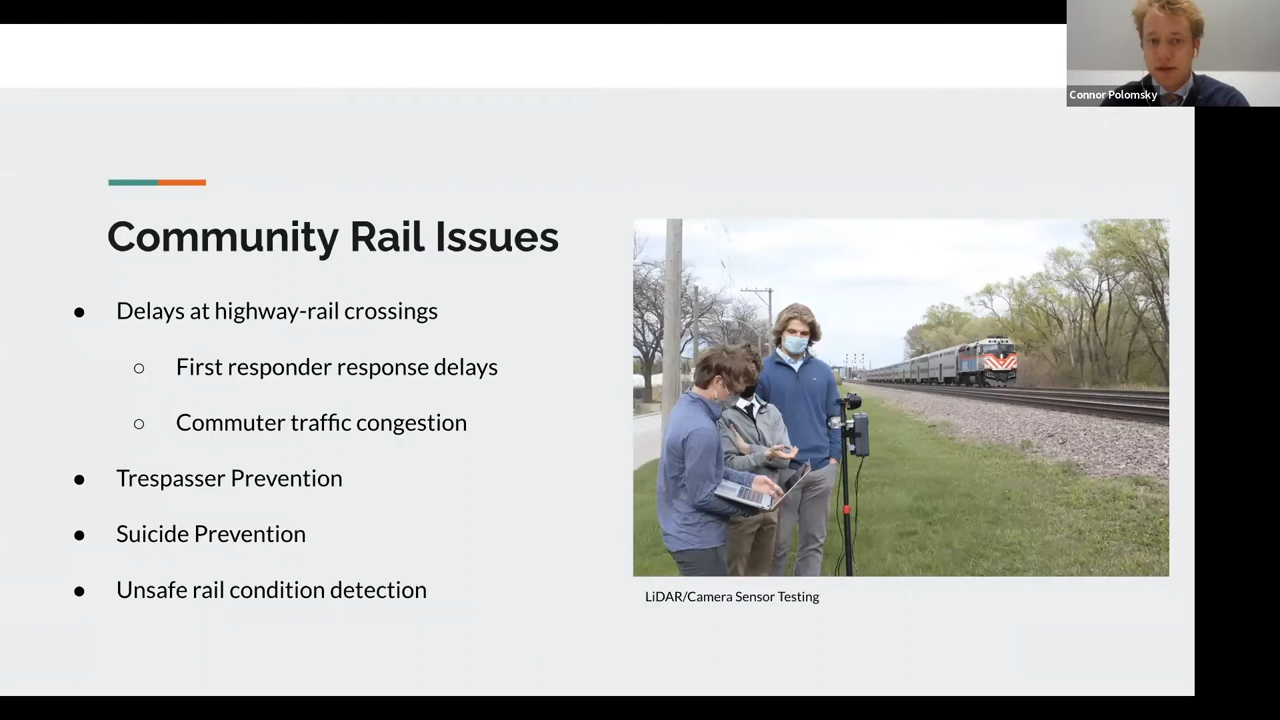 Connor Polomsky
Community Rail Issues
● Delays at highway-rail crossings
○ First responder response delays
○ Commuter traffic congestion
● Trespasser Prevention
● Suicide Prevention
● Unsafe rail condition detection
LiDAR/Camera Sensor Testing